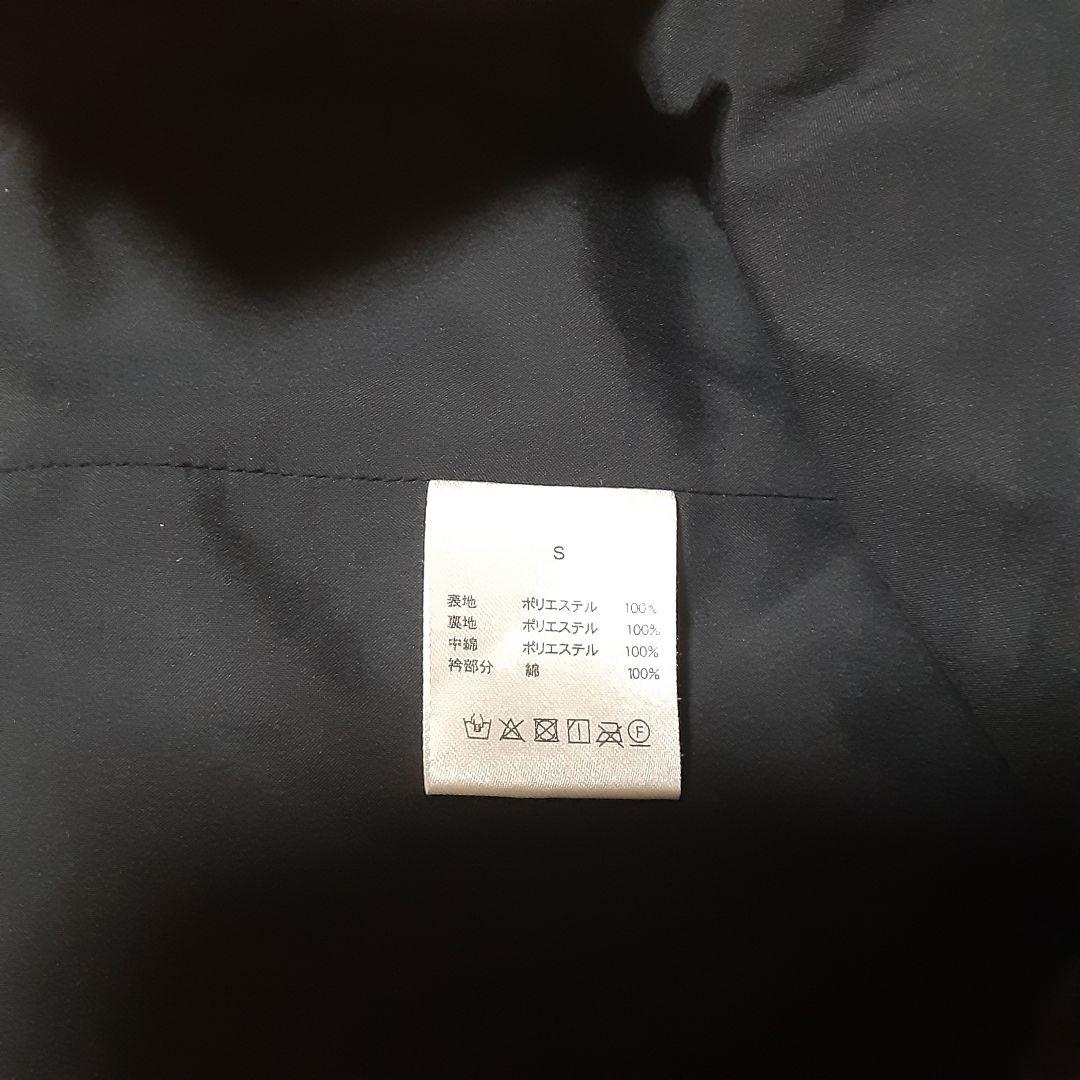 S
表地 ポリエステル 100%
裏地 ポリエステル 100%
中綿 ポリエステル 100%
衿部分 綿 100%
F